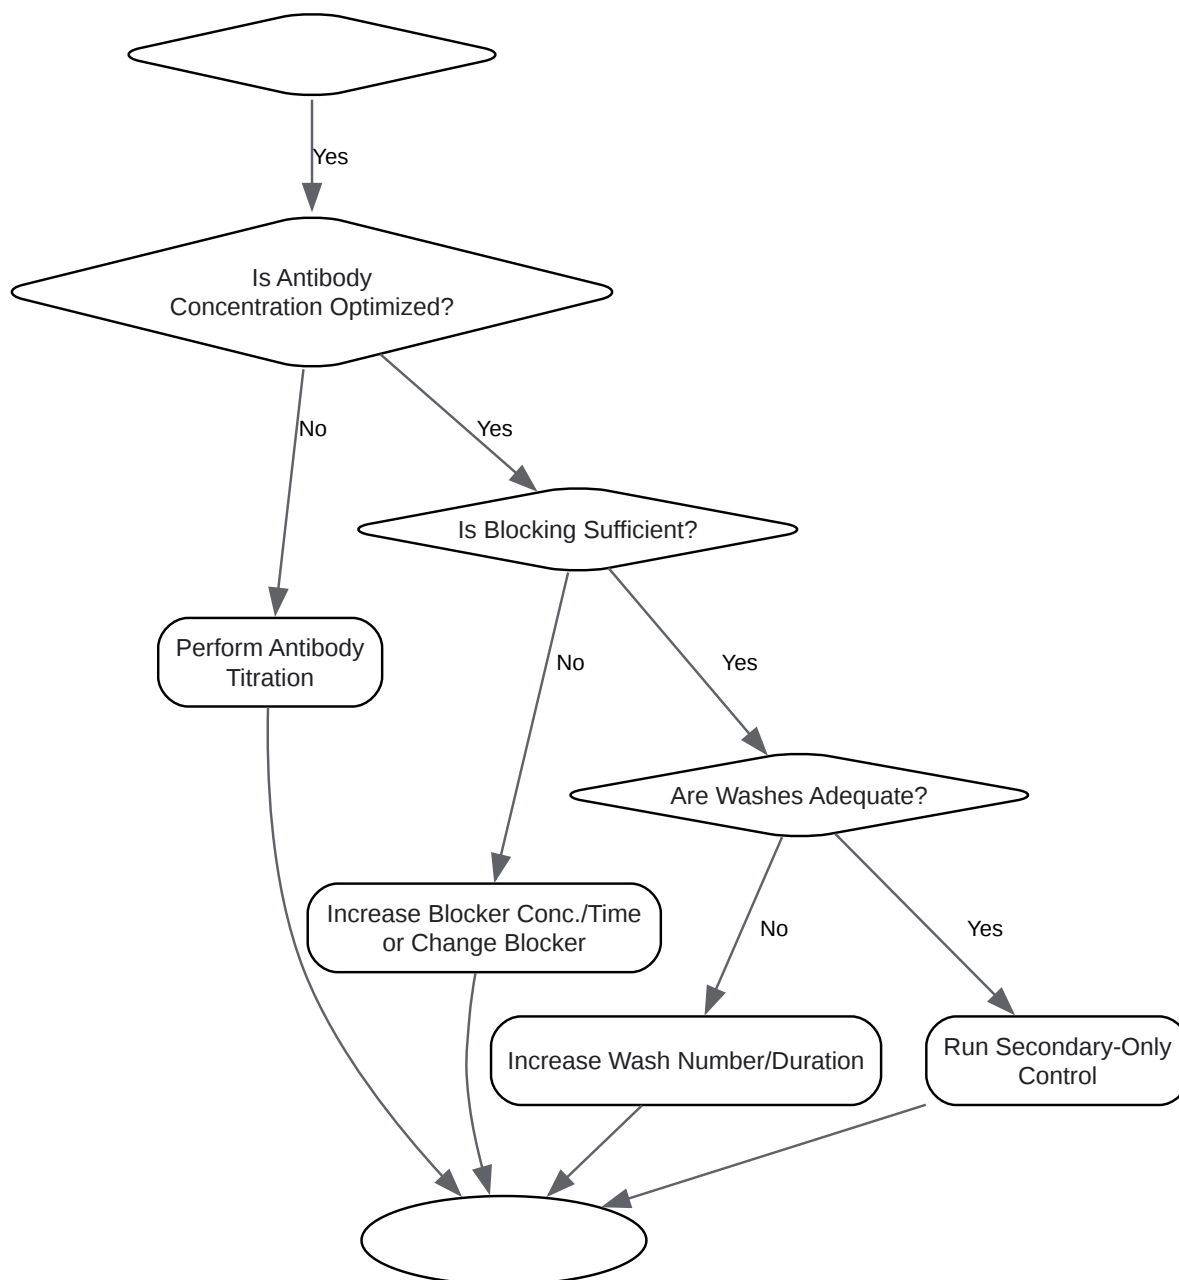 Yes
Is Antibody
Concentration Optimized?
No
Yes
Is Blocking Sufficient?
Perform Antibody
Titration
No
Yes
Are Washes Adequate?
Increase Blocker Conc./Time
or Change Blocker
No
Yes
Increase Wash Number/Duration
Run Secondary-Only
Control